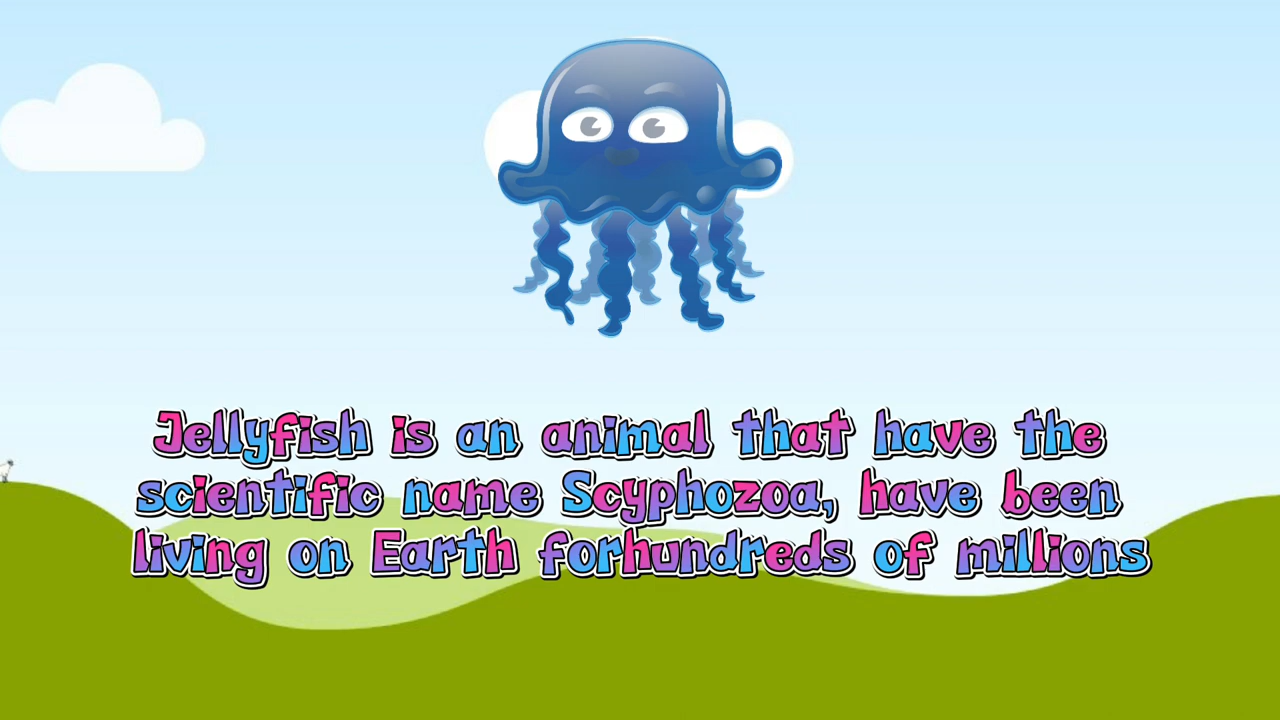 Jellyfish is an animal that have the
scientific name Scyphozoa, have been
living on Earth forhundreds of millions